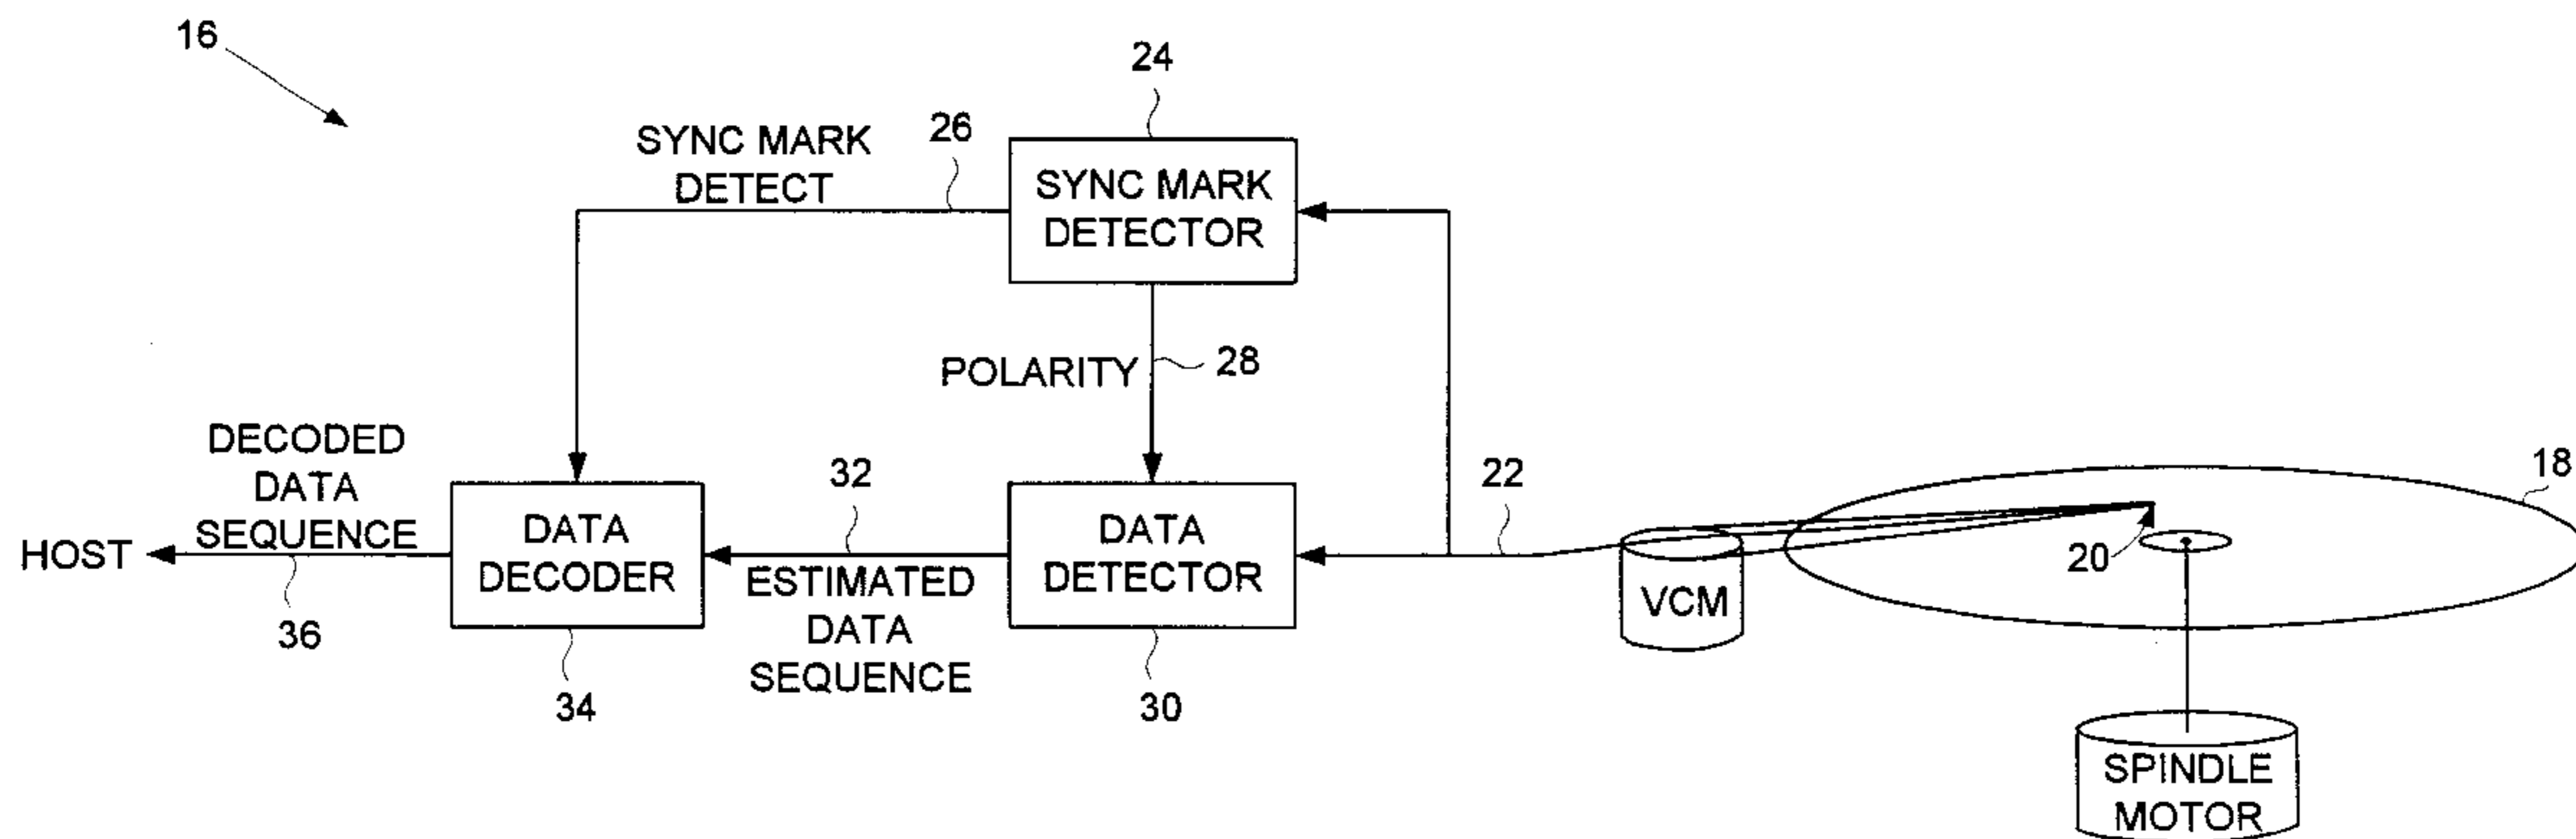 16
24
SYNC MARK
DETECT
26
SYNC MARK
DETECTOR
POLARITY
28
DECODED
DATA
SEQUENCE
HOST
36
DATA
DECODER
34
32
ESTIMATED
DATA
SEQUENCE
DATA
DETECTOR
30
22
VCM
18
20
SPINDLE
MOTOR